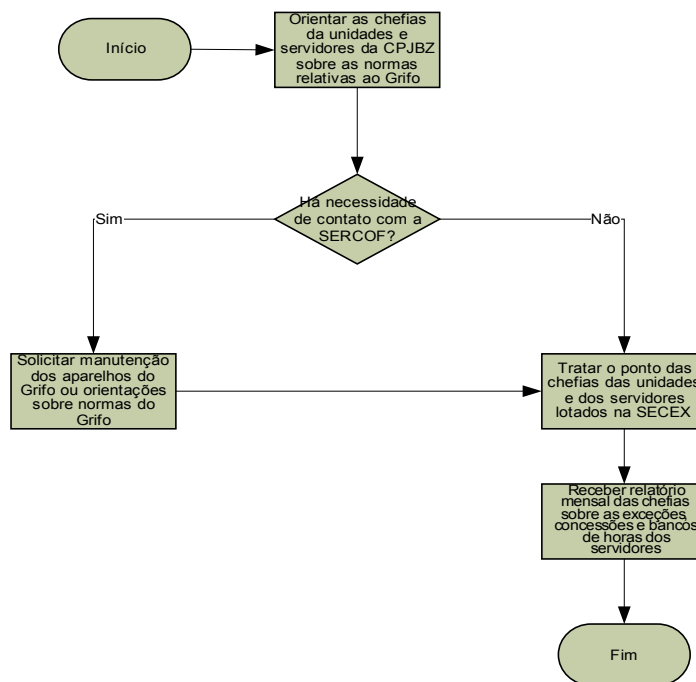 Início
Orientar as chefias
da unidades e
servidores da CPJBZ
sobre as normas
relativas ao Grifo
Há necessidade
de contato com a
SERCOF?
Sim
Não
Solicitar manutenção
dos aparelhos do
Grifo ou orientações
sobre normas do
Grifo
Tratar o ponto das
chefias das unidades
e dos servidores
lotados na SECEX
Receber relatório
mensal das chefias
sobre as exceções,
concessões e bancos
de horas dos
servidores
Fim